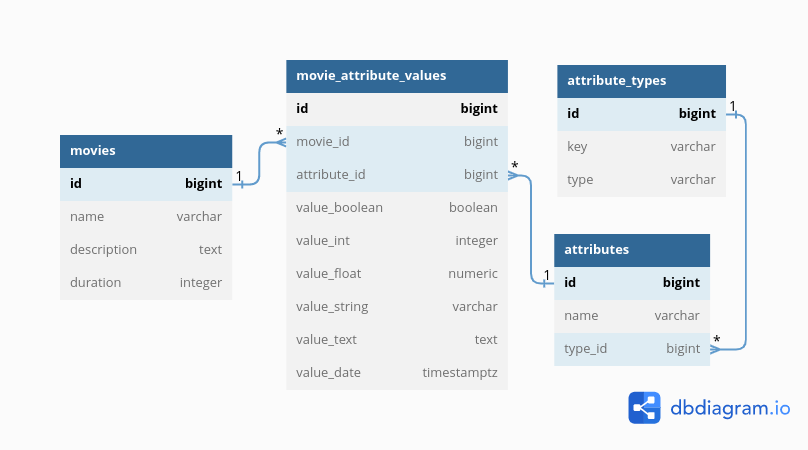 movies
id bigint
name varchar
description text
duration integer
1
*
movie_attribute_values
id bigint
movie_id bigint
attribute_id bigint
value_boolean boolean
value_int integer
value_float numeric
value_string varchar
value_text text
value_date timestamptz
*
1
attribute_types
id bigint
key varchar
type varchar
1
attributes
id bigint
name varchar
type_id bigint
*
dbdiagram.io